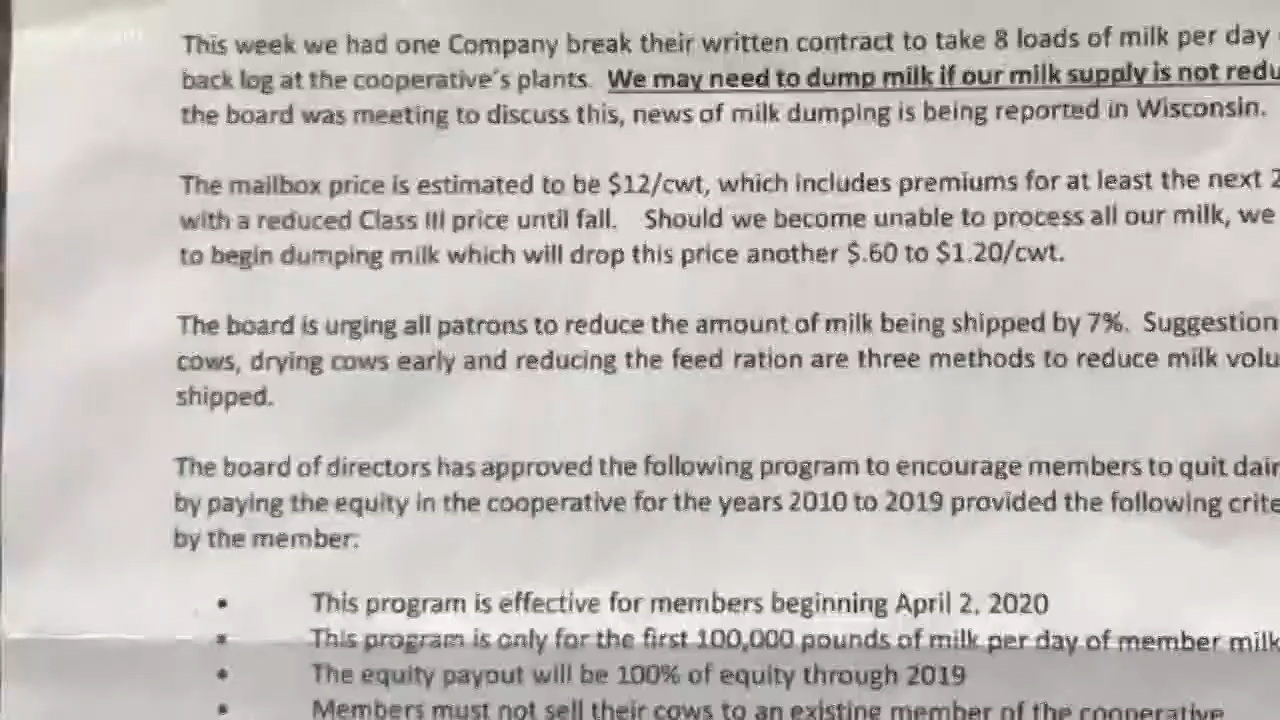 This week we had one Company break their written contract to take 8 loads of milk per day
back log at the cooperative's plants. We may need to dump milk if our milk supply is not redu
the board was meeting to discuss this, news of milk dumping is being reported in Wisconsin.
The mailbox price is estimated to be $12/cwt, which includes premiums for at least the next 2
with a reduced Class III price until fall. Should we become unable to process all our milk, we
to begin dumping milk which will drop this price another $.60 to $1.20/cwt.
The board is urging all patrons to reduce the amount of milk being shipped by 7%. Suggestion
cows, drying cows early and reducing the feed ration are three methods to reduce milk volu
shipped.
The board of directors has approved the following program to encourage members to quit dair
by paying the equity in the cooperative for the years 2010 to 2019 provided the following crite
by the member:
• This program is effective for members beginning April 2, 2020
• This program is only for the first 100,000 pounds of milk per day of member milk
• The equity payout will be 100% of equity through 2019
• Members must not sell their cows to an existing member of the cooperative